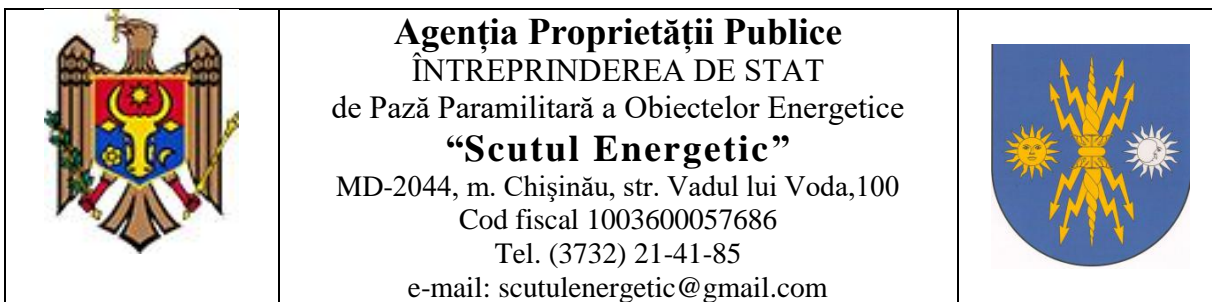 Agenția Proprietății Publice
ÎNTREPRINDEREA DE STAT
de Pază Paramilitară a Obiectelor Energetice
“Scutul Energetic”
MD-2044, m. Chişinău, str. Vadul lui Voda,100
Cod fiscal 1003600057686
Tel. (3732) 21-41-85
e-mail: scutulenergetic@gmail.com